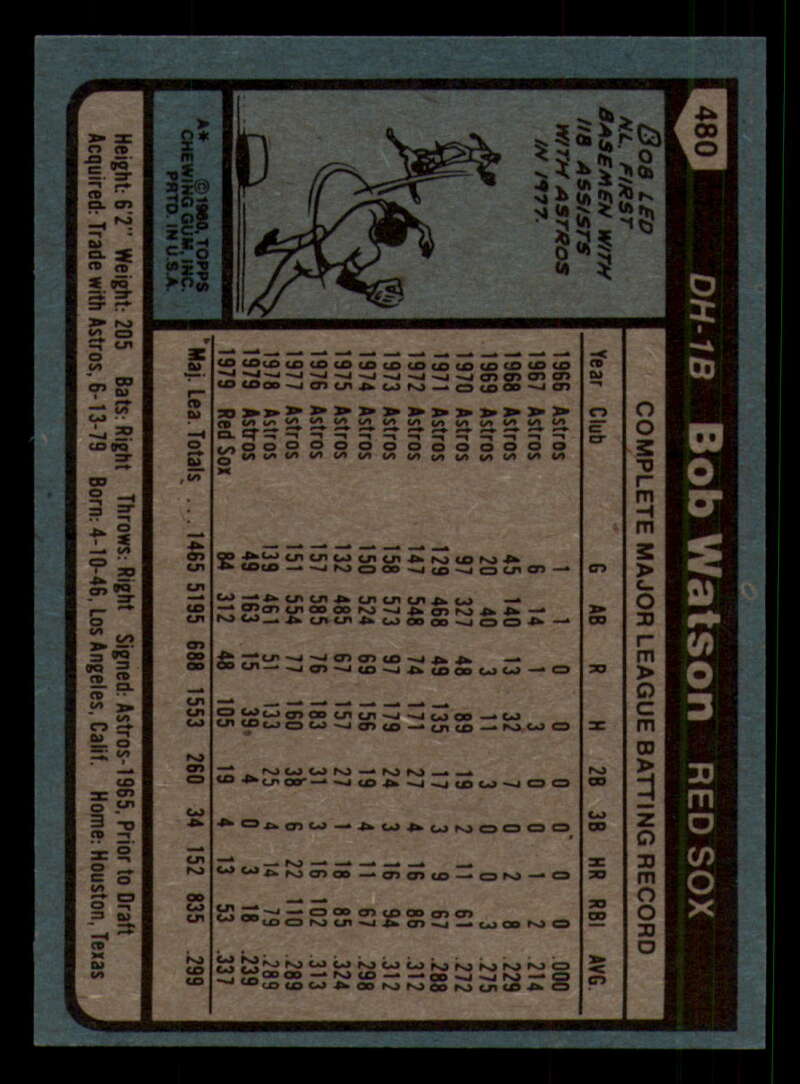 480 DH-1B Bob Watson RED SOX
BOB LED
N.L. FIRST
BASEMEN WITH
118 ASSISTS
WITH ASTROS
IN 1977.
A* © 1980 TOPPS
CHEWING GUM, INC.
PRTD. IN U.S.A.
COMPLETE MAJOR LEAGUE BATTING RECORD
Year Club G AB R H 2B 3B HR RBI AVG.
1966 Astros 1 1 0 0 0 0 0 0 .000
1967 Astros 6 14 1 3 0 0 1 2 .214
1968 Astros 45 140 13 32 7 0 2 8 .229
1969 Astros 20 40 3 11 3 0 0 3 .275
1970 Astros 97 327 48 89 19 2 11 61 .272
1971 Astros 129 468 49 135 17 3 9 67 .288
1972 Astros 147 548 74 171 27 4 16 86 .312
1973 Astros 158 573 97 179 24 3 16 94 .312
1974 Astros 150 524 69 156 19 4 11 67 .298
1975 Astros 132 485 67 157 27 1 18 85 .324
1976 Astros 157 585 76 183 31 3 16 102 .313
1977 Astros 151 554 77 160 38 6 22 110 .289
1978 Astros 139 461 51 133 25 4 14 79 .289
1979 Astros 49 163 15 39 4 0 3 18 .239
1979 Red Sox 84 312 48 105 19 4 13 53 .337
Maj. Lea. Totals ... 1465 5195 688 1553 260 34 152 835 .299
Height: 6'2" Weight: 205 Bats: Right Throws: Right Signed: Astros-1965, Prior to Draft
Acquired: Trade with Astros, 6-13-79 Born: 4-10-46, Los Angeles, Calif. Home: Houston, Texas